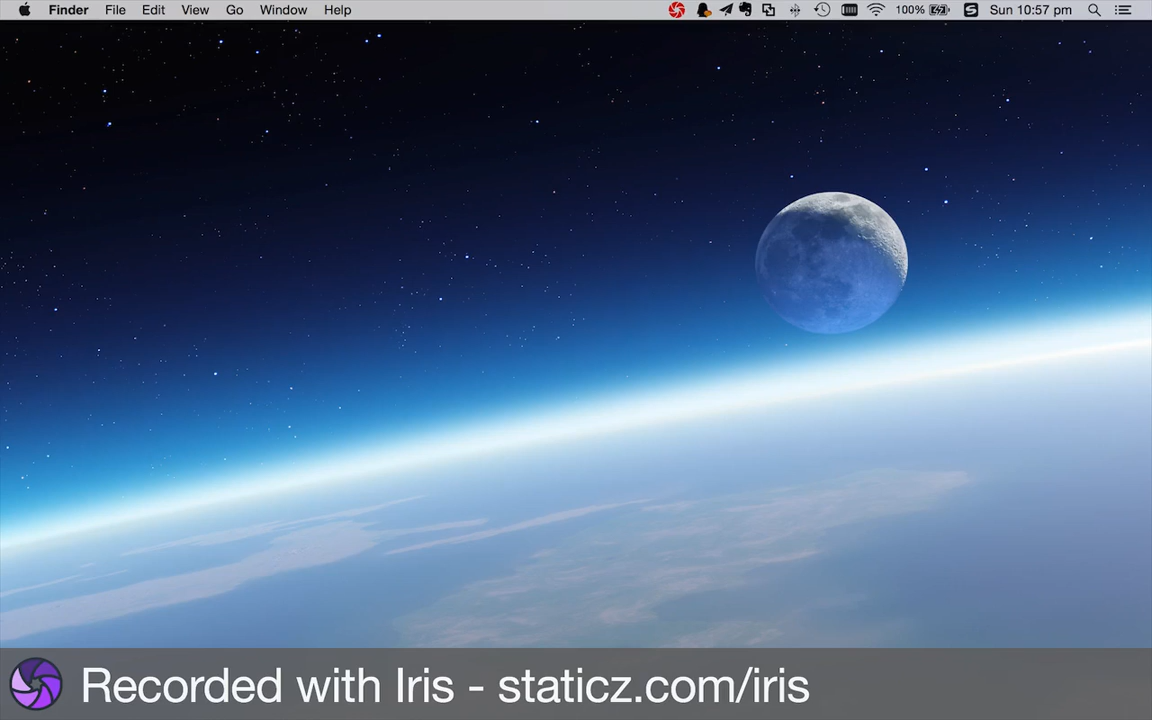 Finder File Edit View Go Window Help 100% Sun 10:57 pm
Recorded with Iris - staticz.com/iris